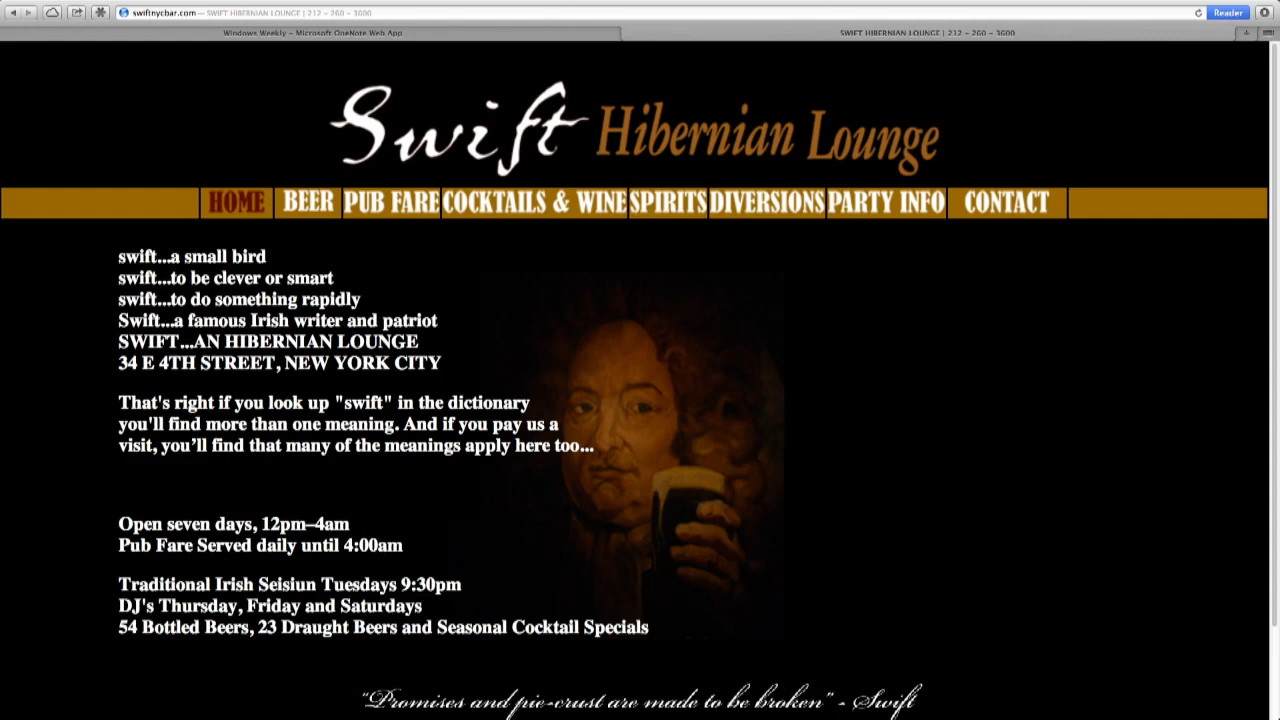 swiftnycbar.com — SWIFT HIBERNIAN LOUNGE | 212 - 260 - 3600
Reader
Windows Weekly - Microsoft OneNote Web App
SWIFT HIBERNIAN LOUNGE | 212 - 260 - 3600
Swift Hibernian Lounge
HOME BEER PUB FARE COCKTAILS & WINE SPIRITS DIVERSIONS PARTY INFO CONTACT
swift...a small bird
swift...to be clever or smart
swift...to do something rapidly
Swift...a famous Irish writer and patriot
SWIFT...AN HIBERNIAN LOUNGE
34 E 4TH STREET, NEW YORK CITY
That's right if you look up "swift" in the dictionary
you'll find more than one meaning. And if you pay us a
visit, you’ll find that many of the meanings apply here too...
Open seven days, 12pm–4am
Pub Fare Served daily until 4:00am
Traditional Irish Seisiun Tuesdays 9:30pm
DJ's Thursday, Friday and Saturdays
54 Bottled Beers, 23 Draught Beers and Seasonal Cocktail Specials
"Promises and pie-crust are made to be broken" - Swift